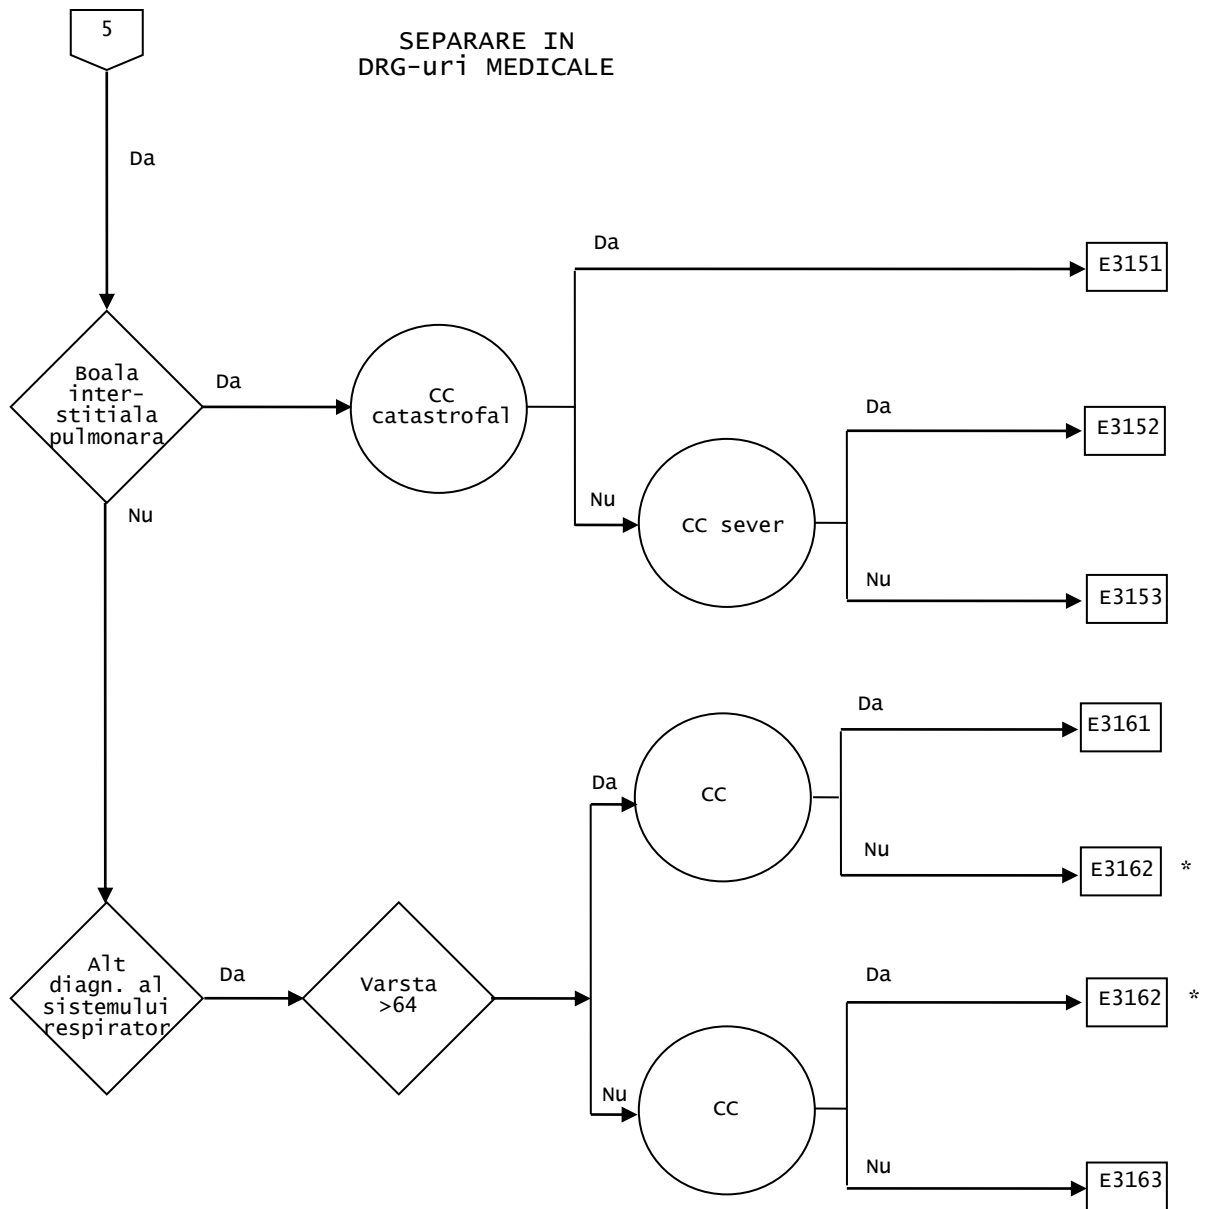 5
SEPARARE IN
DRG-uri MEDICALE
Da
Da
E3151
Boala
inter-
stitiala
pulmonara
Da
CC
catastrofal
Da
E3152
Nu
CC sever
Nu
Nu
E3153
Da
E3161
Da
CC
Nu
E3162 *
Alt
diagn. al
sistemului
respirator
Da
Varsta
>64
Da
E3162 *
Nu
CC
Nu
E3163